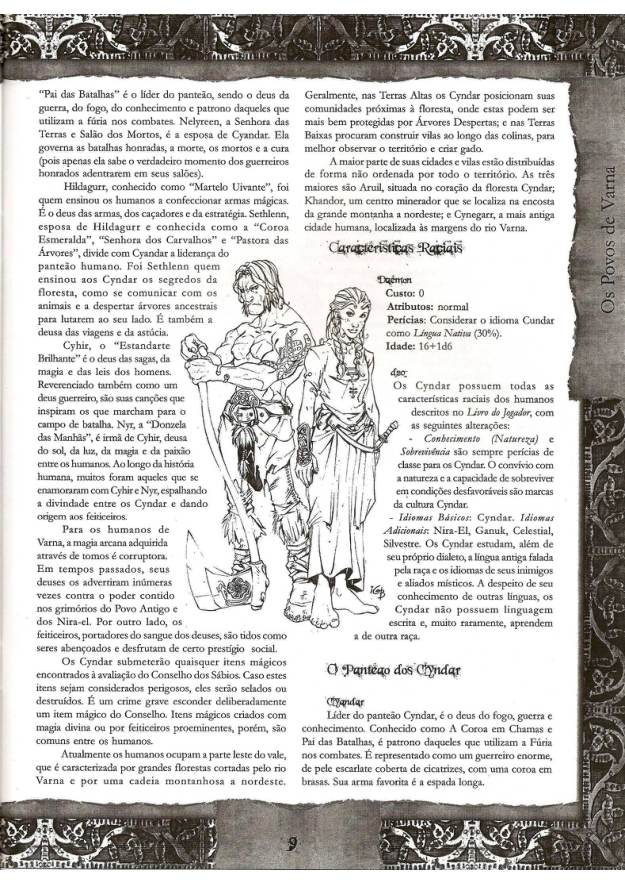 “Pai das Batalhas” é o líder do panteão, sendo o deus da
guerra, do fogo, do conhecimento e patrono daqueles que
utilizam a fúria nos combates. Nelyreen, a Senhora das
Terras e Salão dos Mortos, é a esposa de Cyandar. Ela
governa as batalhas honradas, a morte, os mortos e a cura
(pois apenas ela sabe o verdadeiro momento dos guerreiros
honrados adentrarem em seus salões).
Hildagurr, conhecido como “Martelo Uivante”, foi
quem ensinou os humanos a confeccionar armas mágicas.
É o deus das armas, dos caçadores e da estratégia. Sethlenn,
esposa de Hildagurr e conhecida como a “Coroa
Esmeralda”, “Senhora dos Carvalhos” e “Pastora das
Árvores”, divide com Cyandar a liderança do
panteão humano. Foi Sethlenn quem
ensinou aos Cyndar os segredos da
floresta, como se comunicar com os
animais e a despertar árvores ancestrais
para lutarem ao seu lado. É também a
deusa das viagens e da astúcia.
Cyhir, o “Estandarte
Brilhante” é o deus das sagas, da
magia e das leis dos homens.
Reverenciado também como um
deus guerreiro, são suas canções que
inspiram os que marcham para o
campo de batalha. Nyr, a “Donzela
das Manhãs”, é irmã de Cyhir, deusa
do sol, da luz, da magia e da paixão
entre os humanos. Ao longo da história
humana, muitos foram aqueles que se
enamoraram com Cyhir e Nyr, espalhando
a divindade entre os Cyndar e dando
origem aos feiticeiros.
Para os humanos de
Varna, a magia arcana adquirida
através de tomos é corruptora.
Em tempos passados, seus
deuses os advertiram inúmeras
vezes contra o poder contido
nos grimórios do Povo Antigo e
dos Nira-el. Por outro lado, os
feiticeiros, portadores do sangue dos deuses, são tidos como
seres abençoados e desfrutam de certo prestígio social.
Os Cyndar submeterão quaisquer itens mágicos
encontrados à avaliação do Conselho dos Sábios. Caso estes
itens sejam considerados perigosos, eles serão selados ou
destruídos. É um crime grave esconder deliberadamente
um item mágico do Conselho. Itens mágicos criados com
magia divina ou por feiticeiros proeminentes, porém, são
comuns entre os humanos.
Atualmente os humanos ocupam a parte leste do vale,
que é caracterizada por grandes florestas cortadas pelo rio
Varna e por uma cadeia montanhosa a nordeste.
Geralmente, nas Terras Altas os Cyndar posicionam suas
comunidades próximas à floresta, onde estas podem ser
mais bem protegidas por Árvores Despertas; e nas Terras
Baixas procuram construir vilas ao longo das colinas, para
melhor observar o território e criar gado.
A maior parte de suas cidades e vilas estão distribuídas
de forma não ordenada por todo o território. As três
maiores são Aruil, situada no coração da floresta Cyndar;
Khandor, um centro minerador que se localiza na encosta
da grande montanha a nordeste; e Cynegarr, a mais antiga
cidade humana, localizada às margens do rio Varna.
Características Raciais
Daemon
Custo: 0
Atributos: normal
Perícias: Considerar o idioma Cundar
como Língua Nativa (30%).
Idade: 16+1d6
d20:
Os Cyndar possuem todas as
características raciais dos humanos
descritos no Livro do Jogador, com
as seguintes alterações:
- Conhecimento (Natureza) e
Sobrevivência são sempre perícias de
classe para os Cyndar. O convívio com
a natureza e a capacidade de sobreviver
em condições desfavoráveis são marcas
da cultura Cyndar.
- Idiomas Básicos: Cyndar. Idiomas
Adicionais: Nira-El, Ganuk, Celestial,
Silvestre. Os Cyndar estudam, além de
seu próprio dialeto, a língua antiga falada
pela raça e os idiomas de seus inimigos
e aliados místicos. A despeito de seu
conhecimento de outras línguas, os
Cyndar não possuem linguagem
escrita e, muito raramente, aprendem
a de outra raça.
O Panteão dos Cyndar
Cyandar
Líder do panteão Cyndar, é o deus do fogo, guerra e
conhecimento. Conhecido como A Coroa em Chamas e
Pai das Batalhas, é patrono daqueles que utilizam a Fúria
nos combates. É representado como um guerreiro enorme,
de pele escarlate coberta de cicatrizes, com uma coroa em
brasas. Sua arma favorita é a espada longa.
Os Povos de Varna
9